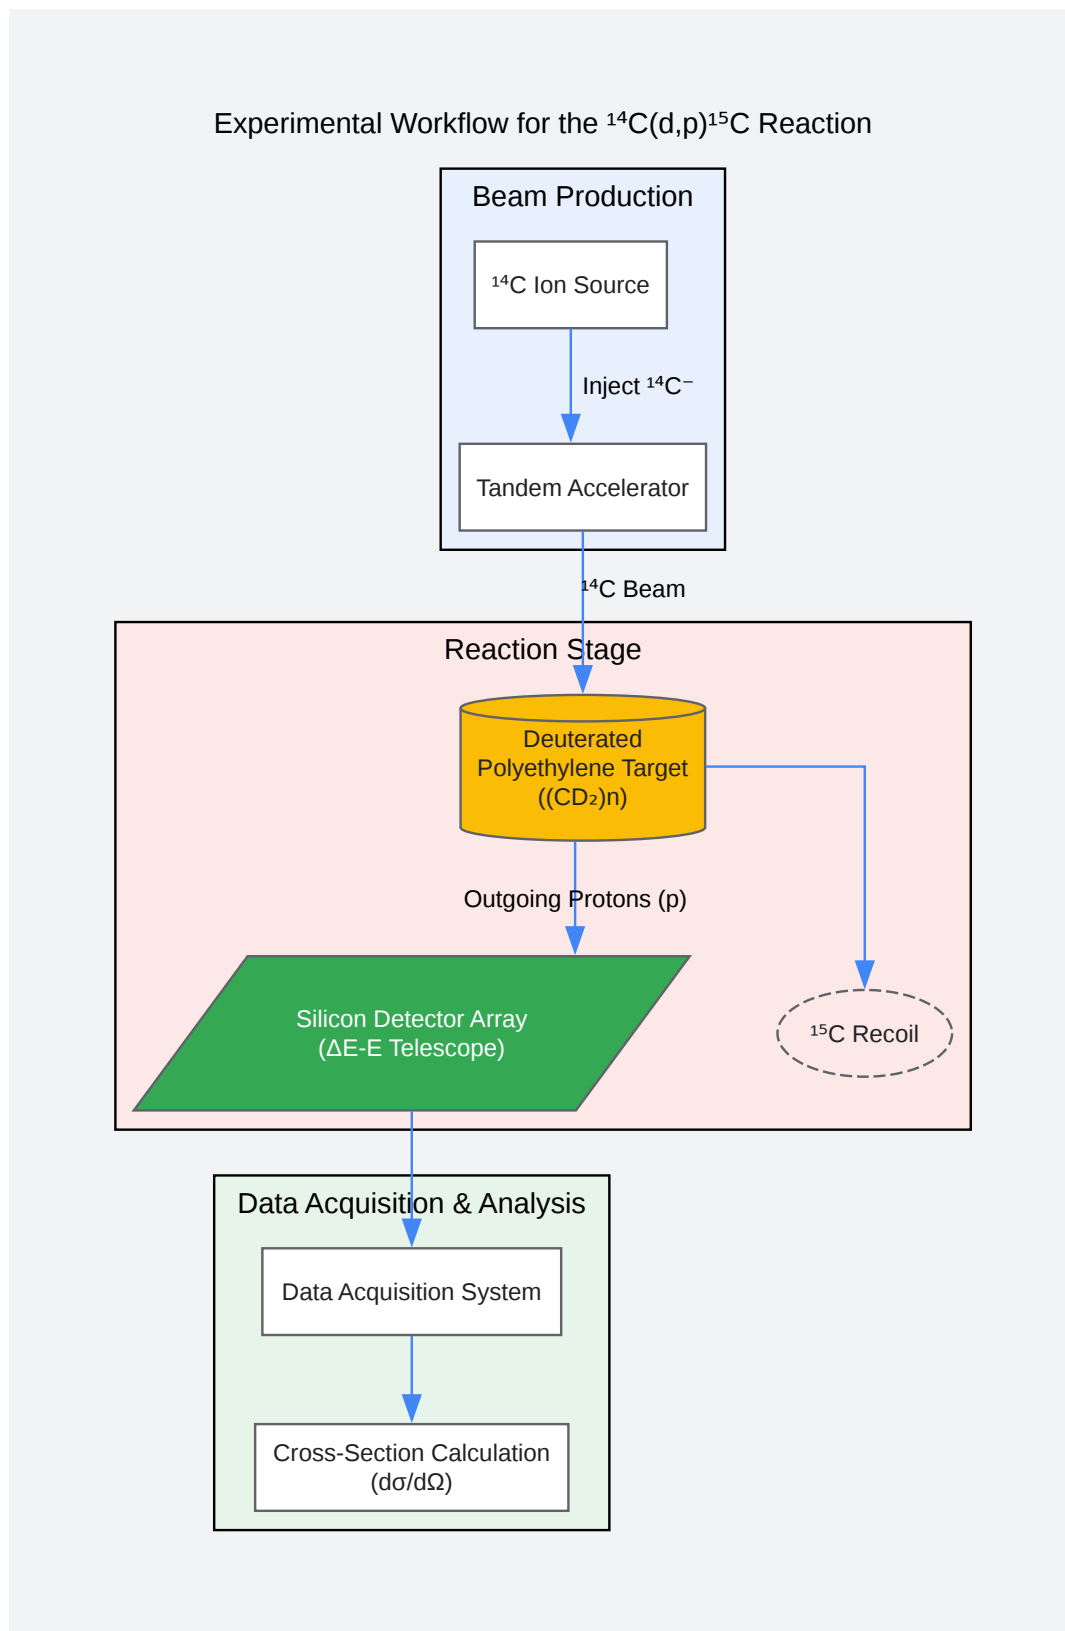 Experimental Workflow for the ¹⁴C(d,p)¹⁵C Reaction
Beam Production
¹⁴C Ion Source
Inject ¹⁴C⁻
Tandem Accelerator
¹⁴C Beam
Reaction Stage
Deuterated
Polyethylene Target
((CD₂)n)
Outgoing Protons (p)
Silicon Detector Array
(ΔE-E Telescope)
¹⁵C Recoil
Data Acquisition & Analysis
Data Acquisition System
Cross-Section Calculation
(dσ/dΩ)